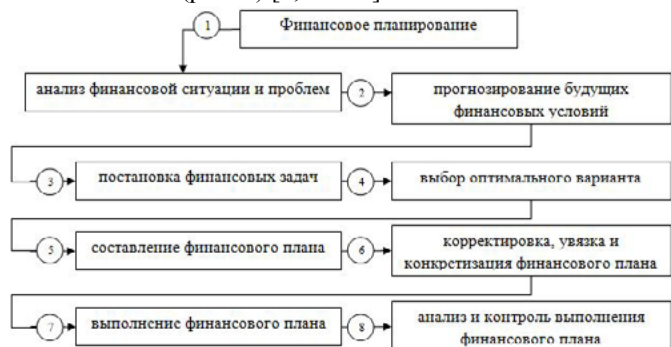 1
Финансовое планирование
анализ финансовой ситуации и проблем
2
прогнозирование будущих
финансовых условий
3
постановка финансовых задач
4
выбор оптимального варианта
5
составление финансового плана
6
корректировка, увязка и
конкретизация финансового плана
7
выполнение финансового плана
8
анализ и контроль выполнения
финансового плана